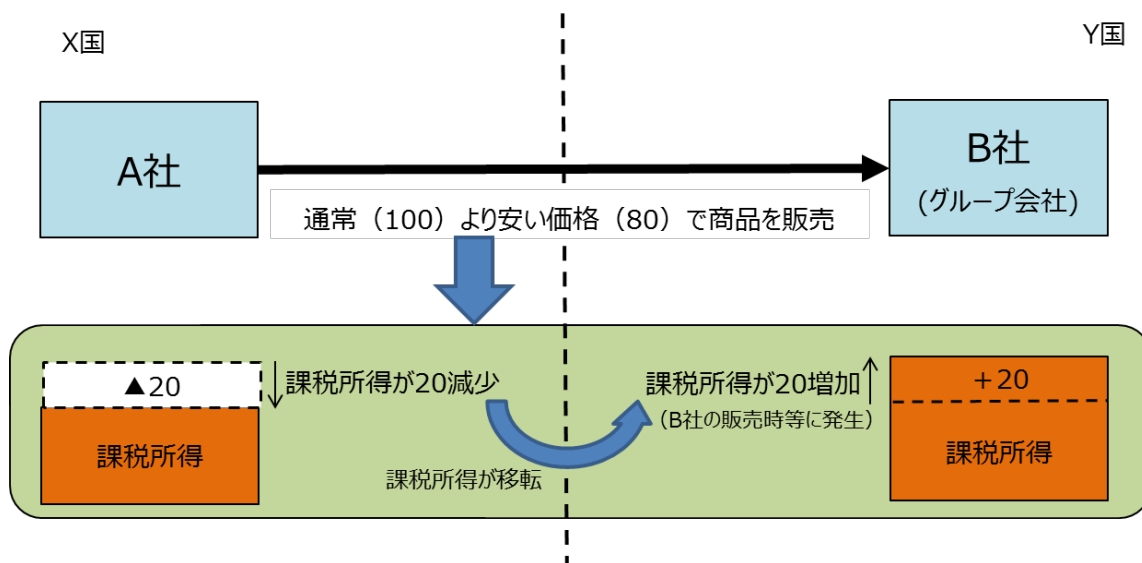 X国
Y国
A社
B社
(グループ会社)
通常（100）より安い価格（80）で商品を販売
▲20
課税所得が20減少
課税所得が20増加
（B社の販売時等に発生）
＋20
課税所得
課税所得が移転
課税所得